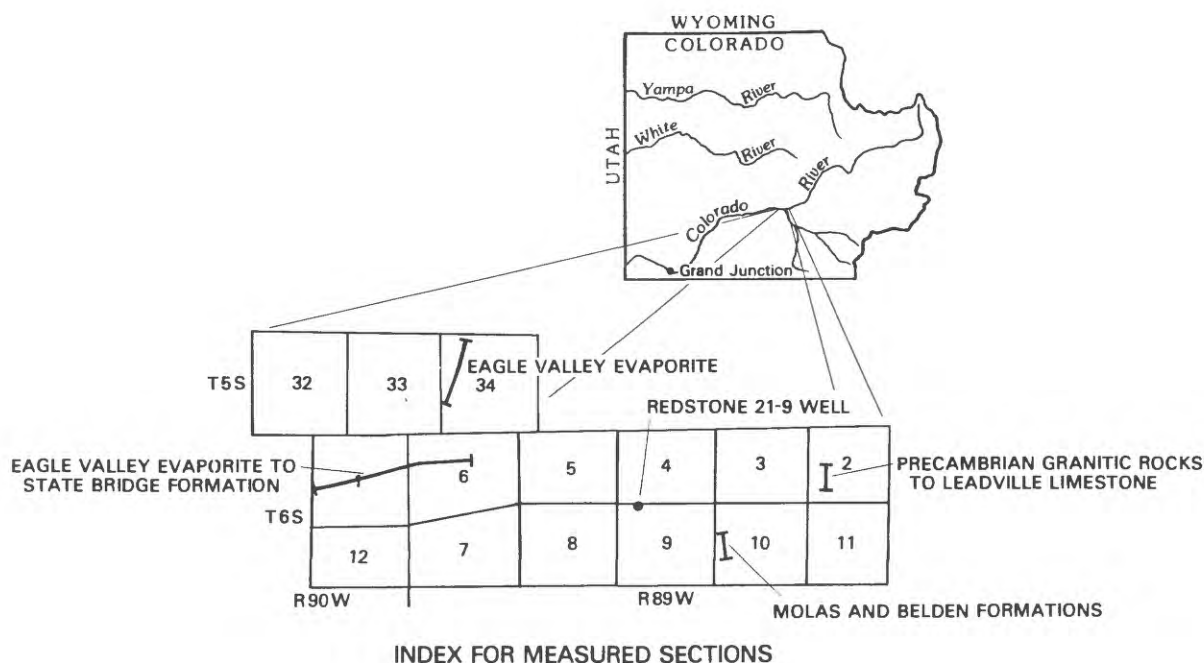 WYOMING
COLORADO
Yampa River
White River
UTAH
Colorado River
Grand Junction
T5S
32
33
34
EAGLE VALLEY EVAPORITE
REDSTONE 21-9 WELL
EAGLE VALLEY EVAPORITE TO
STATE BRIDGE FORMATION
1
6
5
4
3
2
PRECAMBRIAN GRANITIC ROCKS
TO LEADVILLE LIMESTONE
T6S
12
7
8
9
10
11
R90W
R89W
MOLAS AND BELDEN FORMATIONS
INDEX FOR MEASURED SECTIONS